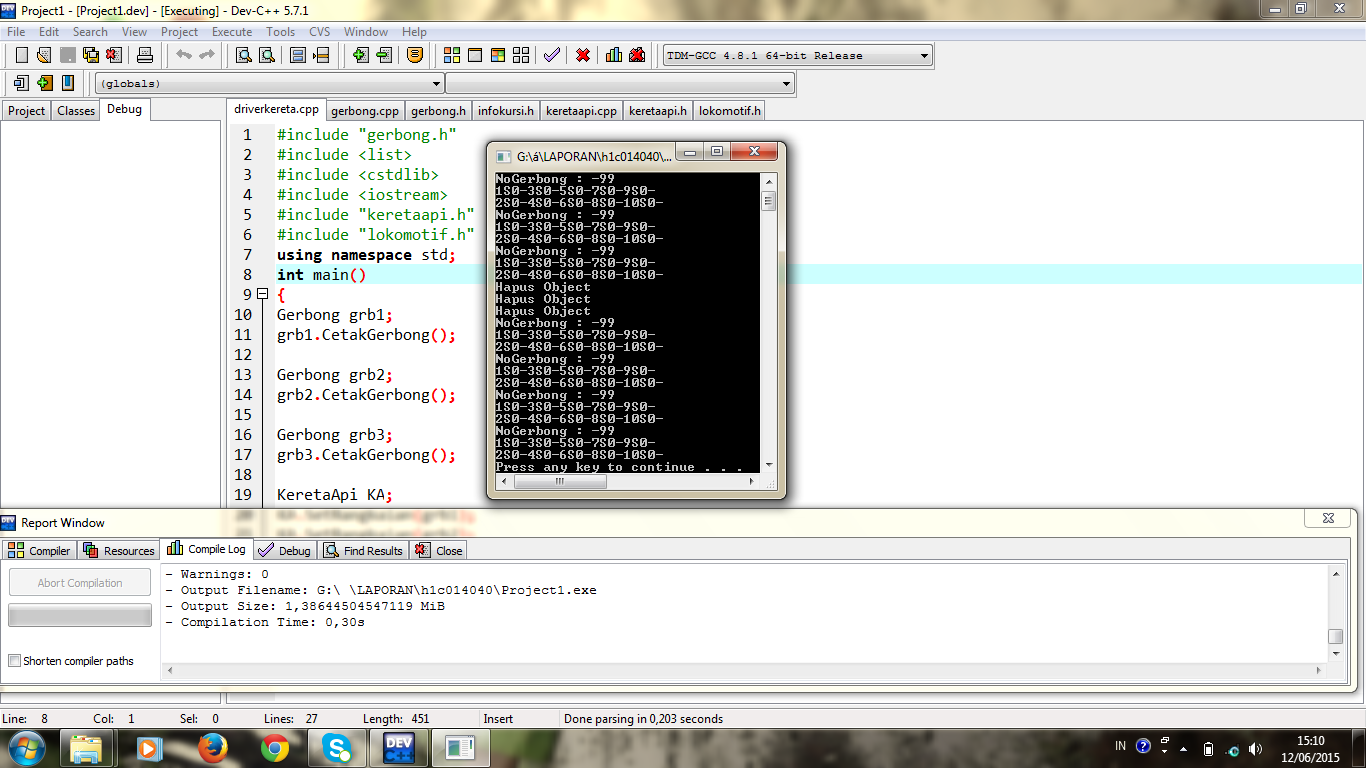 Project1 - [Project1.dev] - [Executing] - Dev-C++ 5.7.1
File Edit Search View Project Execute Tools CVS Window Help
TDM-GCC 4.8.1 64-bit Release
(globals)
Project Classes Debug
driverkereta.cpp gerbong.cpp gerbong.h infokursi.h keretaapi.cpp keretaapi.h lokomotif.h
1 #include "gerbong.h"
2 #include <list>
3 #include <cstdlib>
4 #include <iostream>
5 #include "keretaapi.h"
6 #include "lokomotif.h"
7 using namespace std;
8 int main()
9 {
10 Gerbong grb1;
11 grb1.CetakGerbong();
12
13 Gerbong grb2;
14 grb2.CetakGerbong();
15
16 Gerbong grb3;
17 grb3.CetakGerbong();
18
19 KeretaApi KA;
20 KA.SetRangkaian(grb1);
G:\á\LAPORAN\h1c014040\...
NoGerbong : -99
1S0-3S0-5S0-7S0-9S0-
2S0-4S0-6S0-8S0-10S0-
NoGerbong : -99
1S0-3S0-5S0-7S0-9S0-
2S0-4S0-6S0-8S0-10S0-
NoGerbong : -99
1S0-3S0-5S0-7S0-9S0-
2S0-4S0-6S0-8S0-10S0-
Hapus Object
Hapus Object
Hapus Object
NoGerbong : -99
1S0-3S0-5S0-7S0-9S0-
2S0-4S0-6S0-8S0-10S0-
NoGerbong : -99
1S0-3S0-5S0-7S0-9S0-
2S0-4S0-6S0-8S0-10S0-
NoGerbong : -99
1S0-3S0-5S0-7S0-9S0-
2S0-4S0-6S0-8S0-10S0-
NoGerbong : -99
1S0-3S0-5S0-7S0-9S0-
2S0-4S0-6S0-8S0-10S0-
Press any key to continue . . .
Report Window
Compiler Resources Compile Log Debug Find Results Close
Abort Compilation
Shorten compiler paths
- Warnings: 0
- Output Filename: G:\ \LAPORAN\h1c014040\Project1.exe
- Output Size: 1,38644504547119 MiB
- Compilation Time: 0,30s
Line: 8 Col: 1 Sel: 0 Lines: 27 Length: 451 Insert Done parsing in 0,203 seconds
DEV C++
IN
15:10
12/06/2015